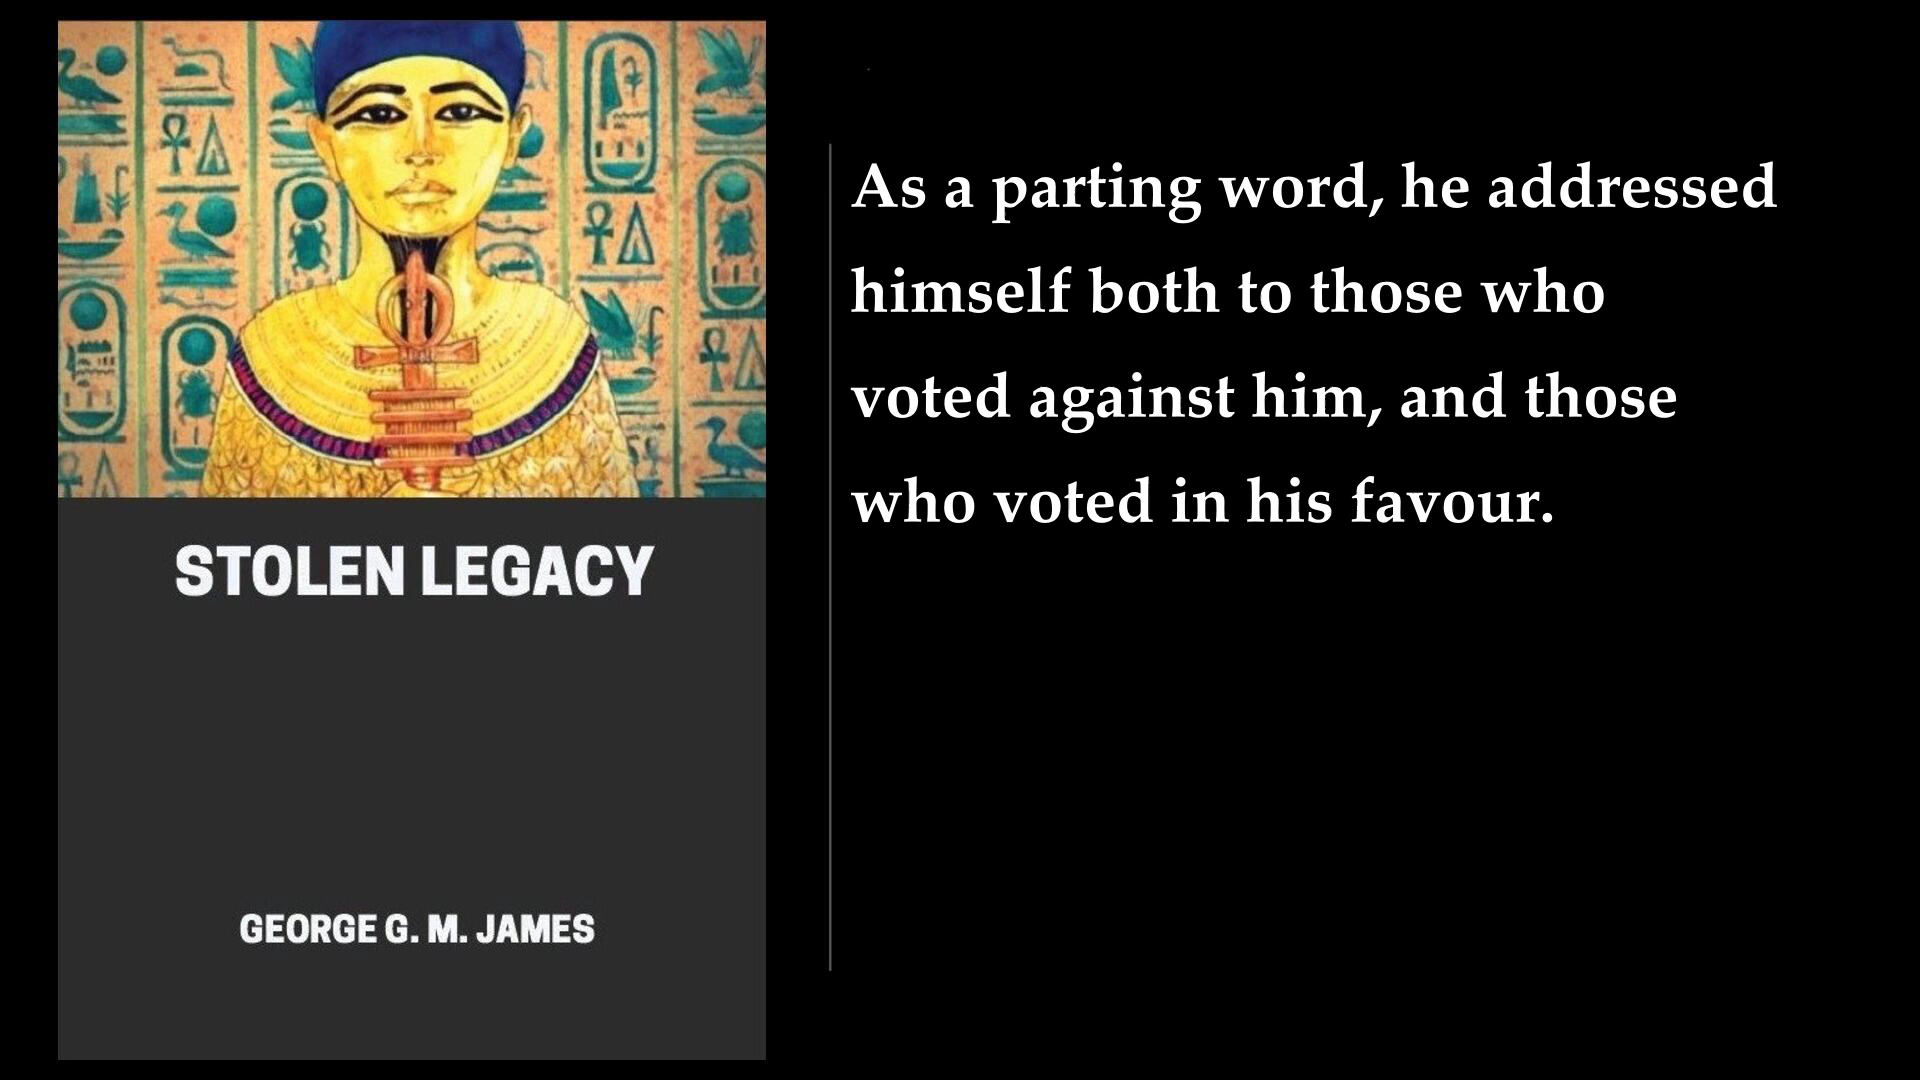 STOLEN LEGACY
GEORGE G. M. JAMES
As a parting word, he addressed
himself both to those who
voted against him, and those
who voted in his favour.